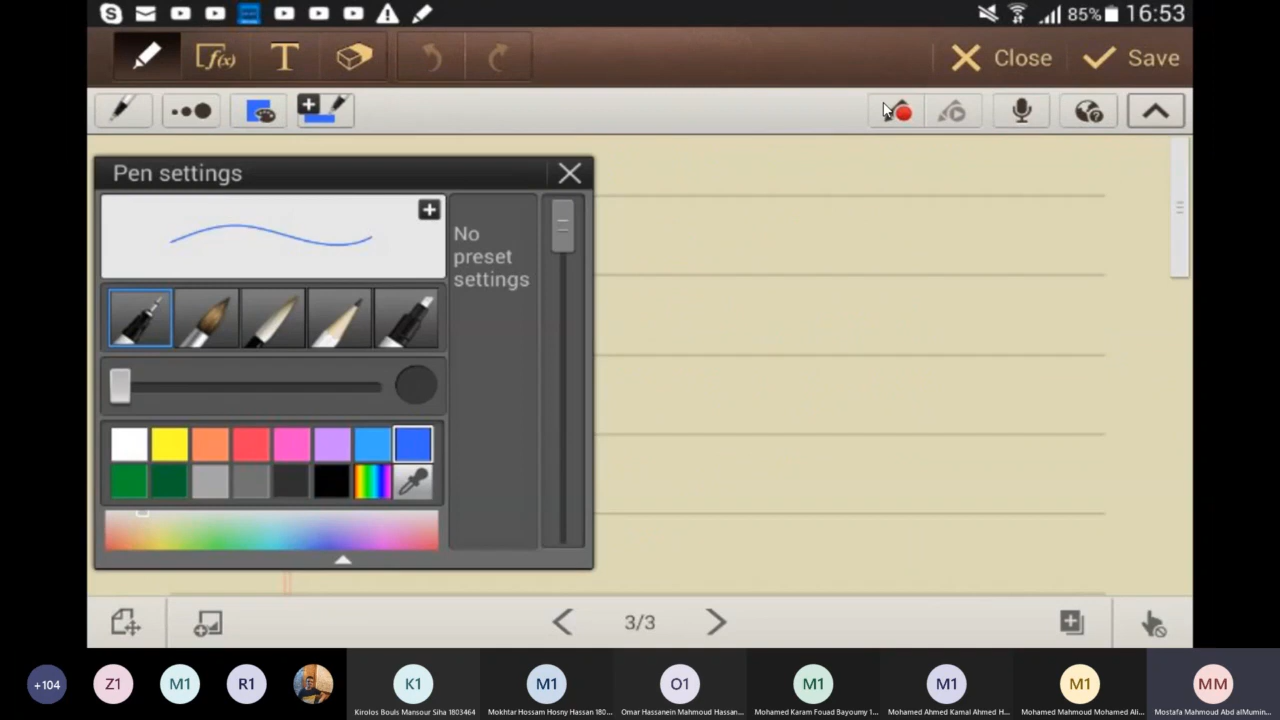 85% 16:53
f(x) T Close Save
Pen settings
No
preset
settings
3/3
+104 Z1 M1 R1 K1 M1 O1 M1 M1 M1 MM
Kirolos Bouls Mansour Siha 1803464 Mokhtar Hossam Hosny Hassan 180... Omar Hassanein Mahmoud Hassan... Mohamed Karam Fouad Bayoumy 1... Mohamed Ahmed Kamal Ahmed H... Mohamed Mahmoud Mohamed Ali... Mostafa Mahmoud Abd alMumin...